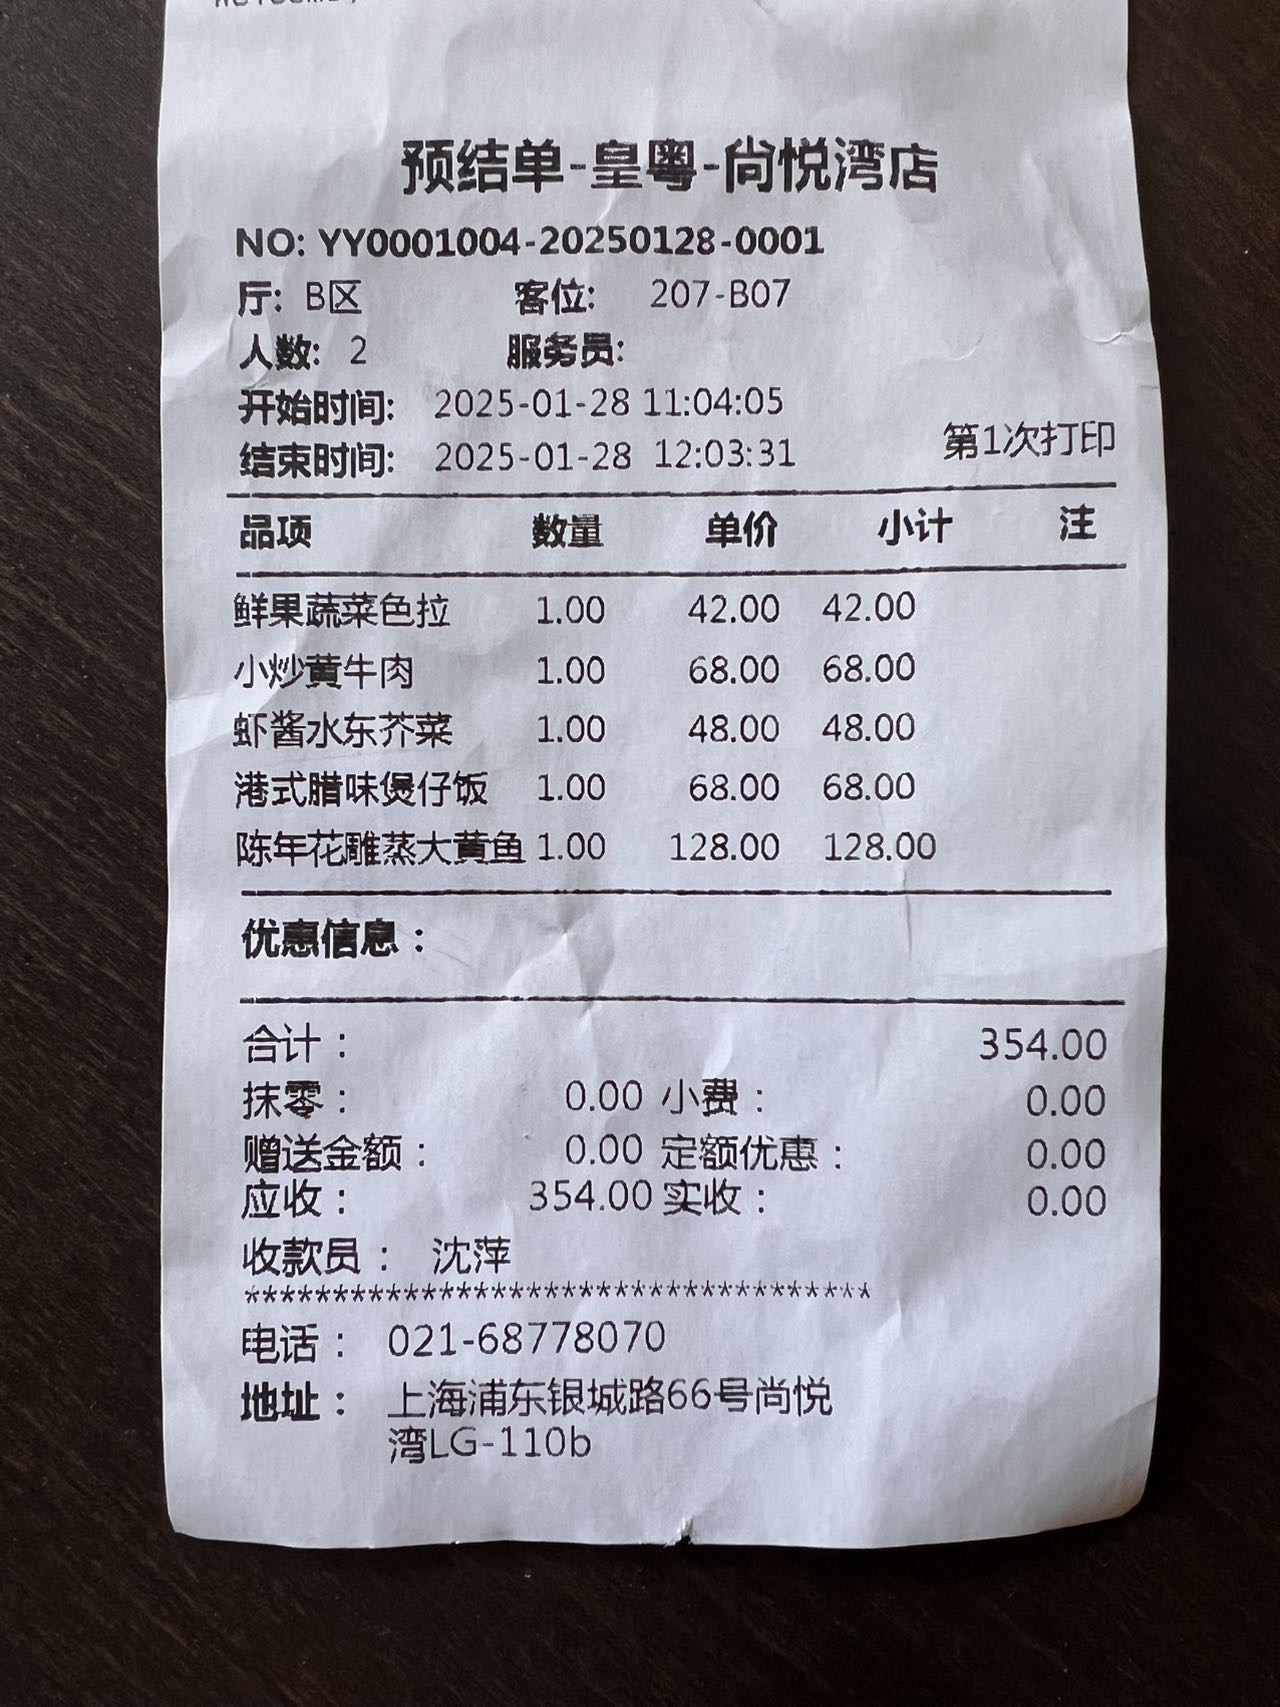 预结单-皇粤-尚悦湾店
NO: YY0001004-20250128-0001
厅: B区 客位: 207-B07
人数: 2 服务员:
开始时间: 2025-01-28 11:04:05
结束时间: 2025-01-28 12:03:31 第1次打印
品项 数量 单价 小计 注
鲜果蔬菜色拉 1.00 42.00 42.00
小炒黄牛肉 1.00 68.00 68.00
虾酱水东芥菜 1.00 48.00 48.00
港式腊味煲仔饭 1.00 68.00 68.00
陈年花雕蒸大黄鱼 1.00 128.00 128.00
优惠信息：
合计： 354.00
抹零： 0.00 小费： 0.00
赠送金额： 0.00 定额优惠： 0.00
应收： 354.00 实收： 0.00
收款员： 沈萍
************************************
电话： 021-68778070
地址： 上海浦东银城路66号尚悦
湾LG-110b